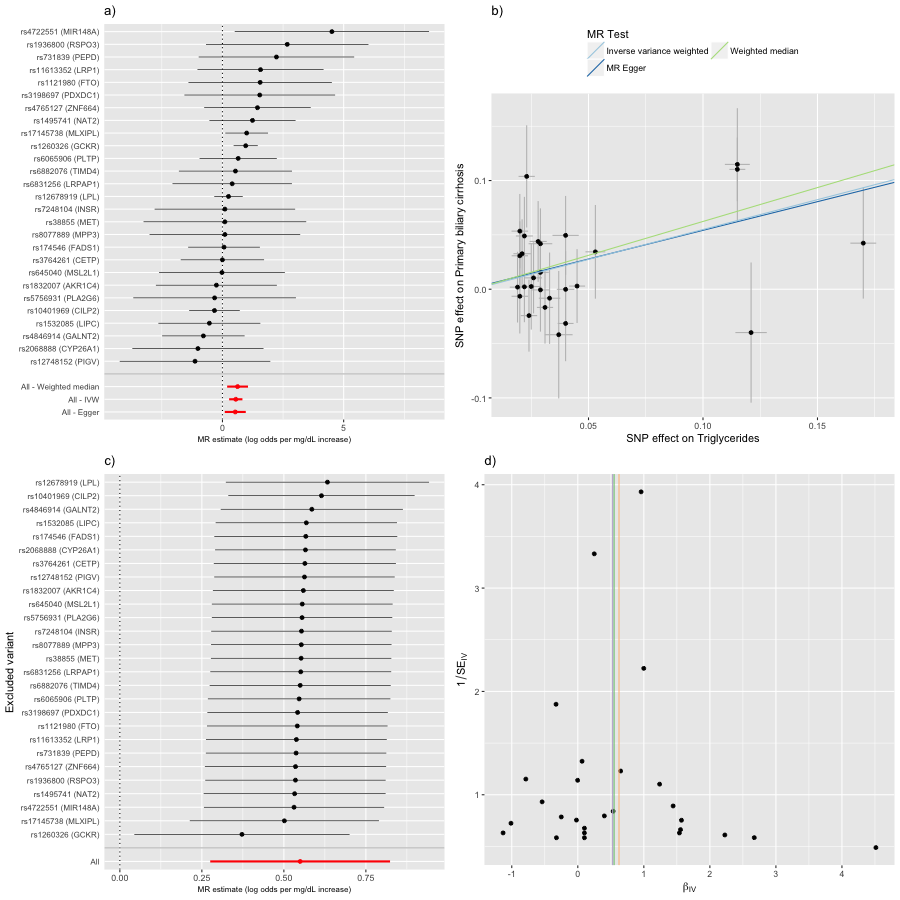 a)
rs4722551 (MIR148A)
rs1936800 (RSPO3)
rs731839 (PEPD)
rs11613352 (LRP1)
rs1121980 (FTO)
rs3198697 (PDXDC1)
rs4765127 (ZNF664)
rs1495741 (NAT2)
rs17145738 (MLXIPL)
rs1260326 (GCKR)
rs6065906 (PLTP)
rs6882076 (TIMD4)
rs6831256 (LRPAP1)
rs12678919 (LPL)
rs7248104 (INSR)
rs38855 (MET)
rs8077889 (MPP3)
rs174546 (FADS1)
rs3764261 (CETP)
rs645040 (MSL2L1)
rs1832007 (AKR1C4)
rs5756931 (PLA2G6)
rs10401969 (CILP2)
rs1532085 (LIPC)
rs4846914 (GALNT2)
rs2068888 (CYP26A1)
rs12748152 (PIGV)
All - Weighted median
All - IVW
All - Egger
0 5
MR estimate (log odds per mg/dL increase)
b)
MR Test
Inverse variance weighted
Weighted median
MR Egger
SNP effect on Primary biliary cirrhosis
0.1
0.0
-0.1
0.05 0.10 0.15
SNP effect on Triglycerides
c)
Excluded variant
rs12678919 (LPL)
rs10401969 (CILP2)
rs4846914 (GALNT2)
rs1532085 (LIPC)
rs174546 (FADS1)
rs2068888 (CYP26A1)
rs3764261 (CETP)
rs12748152 (PIGV)
rs1832007 (AKR1C4)
rs645040 (MSL2L1)
rs5756931 (PLA2G6)
rs7248104 (INSR)
rs8077889 (MPP3)
rs38855 (MET)
rs6831256 (LRPAP1)
rs6882076 (TIMD4)
rs6065906 (PLTP)
rs3198697 (PDXDC1)
rs1121980 (FTO)
rs11613352 (LRP1)
rs731839 (PEPD)
rs4765127 (ZNF664)
rs1936800 (RSPO3)
rs1495741 (NAT2)
rs4722551 (MIR148A)
rs17145738 (MLXIPL)
rs1260326 (GCKR)
All
0.00 0.25 0.50 0.75
MR estimate (log odds per mg/dL increase)
d)
1/SE_IV
4
3
2
1
-1 0 1 2 3 4
β_IV